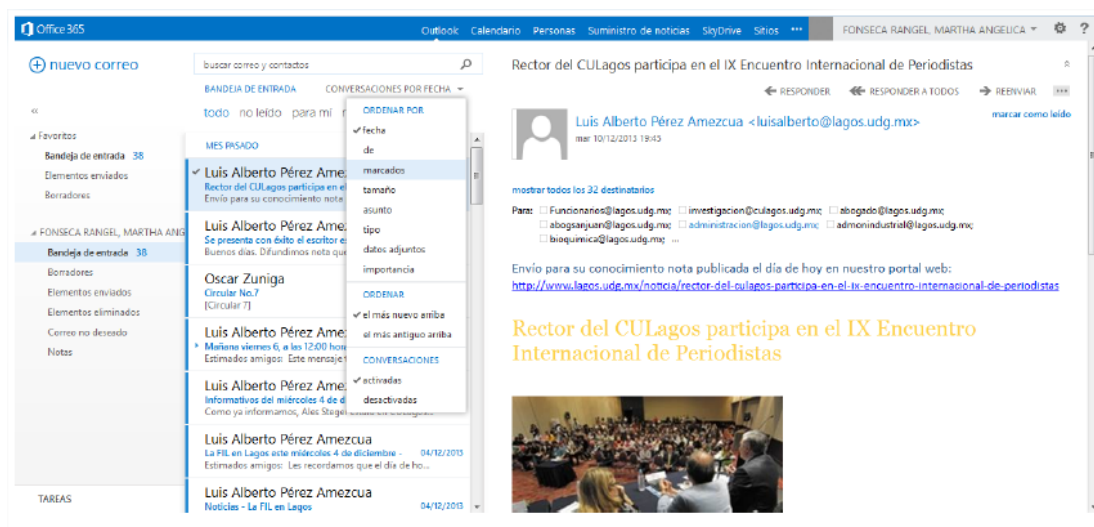 Office 365
Outlook Calendario Personas Suministro de noticias SkyDrive Sitios ••• FONSECA RANGEL, MARTHA ANGELICA ?
nuevo correo
buscar correo y contactos
BANDEJA DE ENTRADA CONVERSACIONES POR FECHA
todo no leído para mí
«
Favoritos
Bandeja de entrada 38
Elementos enviados
Borradores
FONSECA RANGEL, MARTHA ANG
Bandeja de entrada 38
Borradores
Elementos enviados
Elementos eliminados
Correo no deseado
Notas
TAREAS
MES PASADO
Luis Alberto Pérez Ame
Rector del CULagos participa en el
Envío para su conocimiento nota
Luis Alberto Pérez Ame
Se presenta con éxito el escritor es
Buenos días. Difundimos nota que
Oscar Zuniga
Circular No.7
[Circular 7]
Luis Alberto Pérez Ame
Mañana viernes 6, a las 12:00 hor
Estimados amigos: Este mensaje
Luis Alberto Pérez Ame
Informativos del miércoles 4 de d
Como ya informamos, Ales Steger
Luis Alberto Pérez Amezcua
La FIL en Lagos este miércoles 4 de diciembre - 04/12/2013
Estimados amigos: Les recordamos que el día de ho...
Luis Alberto Pérez Amezcua
Noticias - La FIL en Lagos 04/12/2013
ORDENAR POR
fecha
de
marcados
tamaño
asunto
tipo
datos adjuntos
importancia
ORDENAR
el más nuevo arriba
el más antiguo arriba
CONVERSACIONES
activadas
desactivadas
Rector del CULagos participa en el IX Encuentro Internacional de Periodistas
RESPONDER RESPONDER A TODOS REENVIAR •••
Luis Alberto Pérez Amezcua <luisalberto@lagos.udg.mx>
marcar como leído
mar 10/12/2013 19:45
mostrar todos los 32 destinatarios
Para: Funcionarios@lagos.udg.mx; investigacion@culagos.udg.mx; abogado@lagos.udg.mx;
abogsanjuan@lagos.udg.mx; administracion@lagos.udg.mx; admonindustrial@lagos.udg.mx;
bioquimica@lagos.udg.mx; ...
Envío para su conocimiento nota publicada el día de hoy en nuestro portal web:
http://www.lagos.udg.mx/noticia/rector-del-culagos-participa-en-el-ix-encuentro-internacional-de-periodistas
Rector del CULagos participa en el IX Encuentro
Internacional de Periodistas